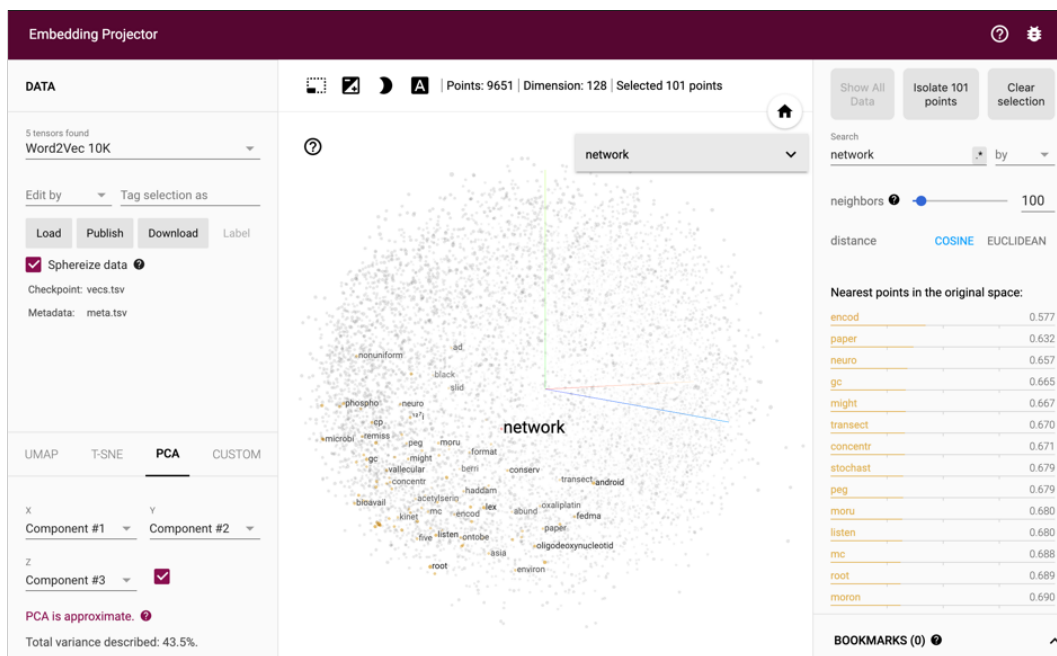 Embedding Projector
DATA
5 tensors found
Word2Vec 10K
Edit by
Tag selection as
Load
Publish
Download
Label
Sphereize data
Checkpoint: vecs.tsv
Metadata: meta.tsv
UMAP
T-SNE
PCA
CUSTOM
X
Component #1
Y
Component #2
Z
Component #3
PCA is approximate.
Total variance described: 43.5%.
A
Points: 9651 | Dimension: 128 | Selected 101 points
network
ad
nonuniform
black
slid
phospho
neuro
cp
microbi
remiss
peg
moru
network
gc
might
format
vallecular
berri
conserv
concentr
transect
android
haddam
bioavail
acetylserin
lex
oxaliplatin
kinet
mc
encod
abund
fedma
paper
five
listen
ontobe
asia
oligodeoxynucleotid
root
environ
Show All
Data
Isolate 101
points
Clear
selection
Search
network
.*
by
neighbors
100
distance
COSINE
EUCLIDEAN
Nearest points in the original space:
encod 0.577
paper 0.632
neuro 0.657
gc 0.665
might 0.667
transect 0.670
concentr 0.671
stochast 0.679
peg 0.679
moru 0.680
listen 0.680
mc 0.688
root 0.689
moron 0.690
BOOKMARKS (0)